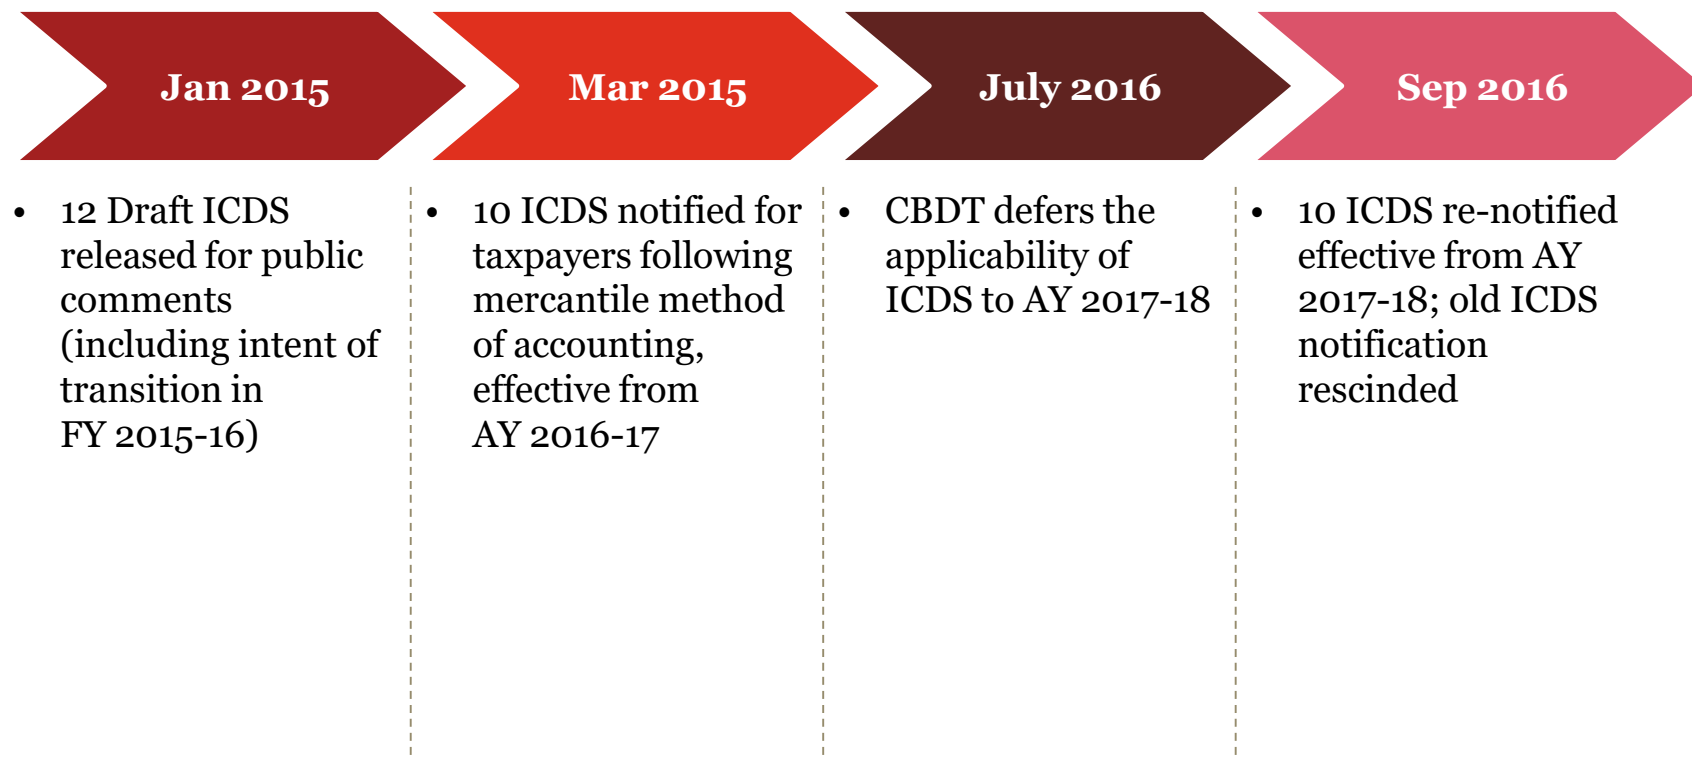 Jan 2015
Mar 2015
July 2016
Sep 2016
• 12 Draft ICDS
released for public
comments
(including intent of
transition in
FY 2015-16)
• 10 ICDS notified for
taxpayers following
mercantile method
of accounting,
effective from
AY 2016-17
• CBDT defers the
applicability of
ICDS to AY 2017-18
• 10 ICDS re-notified
effective from AY
2017-18; old ICDS
notification
rescinded